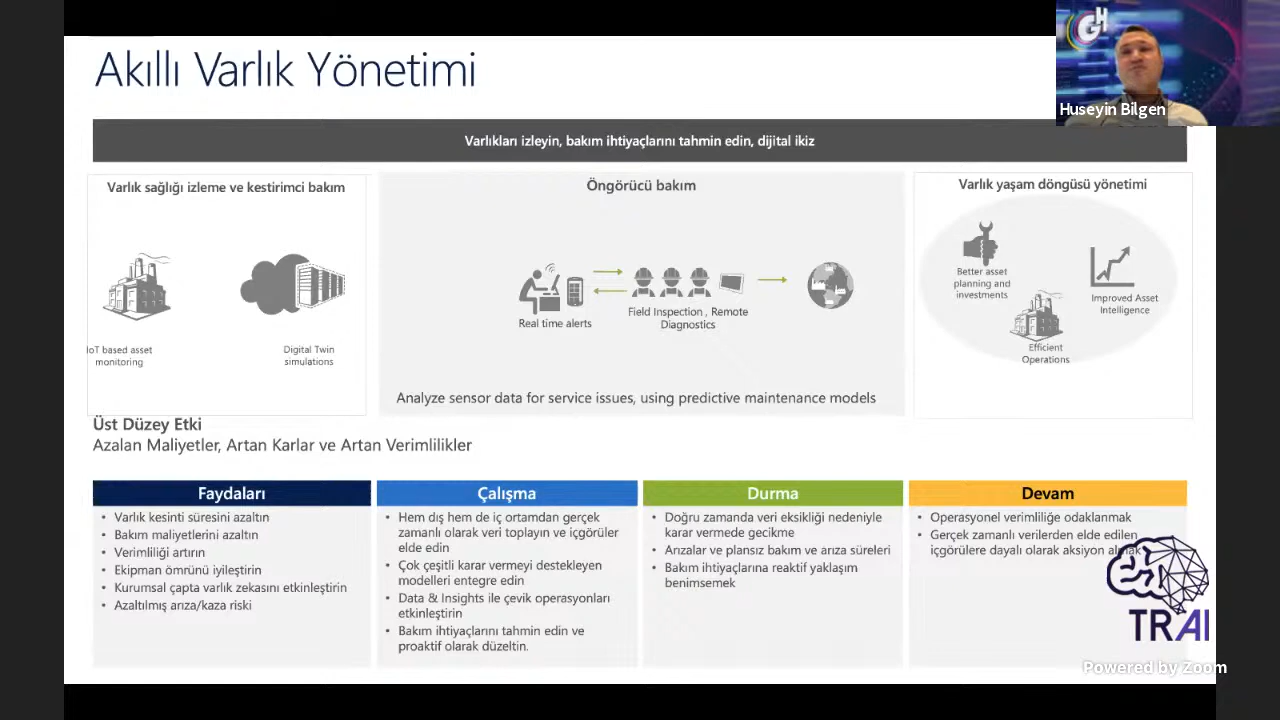 Akıllı Varlık Yönetimi
GH
Huseyin Bilgen
Varlıkları izleyin, bakım ihtiyaçlarını tahmin edin, dijital ikiz
Varlık sağlığı izleme ve kestirimci bakım
IoT based asset
monitoring
Digital Twin
simulations
Öngörücü bakım
Real time alerts
Field Inspection , Remote
Diagnostics
Analyze sensor data for service issues, using predictive maintenance models
Varlık yaşam döngüsü yönetimi
Better asset
planning and
investments
Improved Asset
Intelligence
Efficient
Operations
Üst Düzey Etki
Azalan Maliyetler, Artan Karlar ve Artan Verimlilikler
Faydaları
• Varlık kesinti süresini azaltın
• Bakım maliyetlerini azaltın
• Verimliliği artırın
• Ekipman ömrünü iyileştirin
• Kurumsal çapta varlık zekasını etkinleştirin
• Azaltılmış arıza/kaza riski
Çalışma
• Hem dış hem de iç ortamdan gerçek
zamanlı olarak veri toplayın ve içgörüler
elde edin
• Çok çeşitli karar vermeyi destekleyen
modelleri entegre edin
• Data & Insights ile çevik operasyonları
etkinleştirin
• Bakım ihtiyaçlarını tahmin edin ve
proaktif olarak düzeltin.
Durma
• Doğru zamanda veri eksikliği nedeniyle
karar vermede gecikme
• Arızalar ve plansız bakım ve arıza süreleri
• Bakım ihtiyaçlarına reaktif yaklaşım
benimsemek
Devam
• Operasyonel verimliliğe odaklanmak
• Gerçek zamanlı verilerden elde edilen
içgörülere dayalı olarak aksiyon almak
TRAI
Powered by Zoom